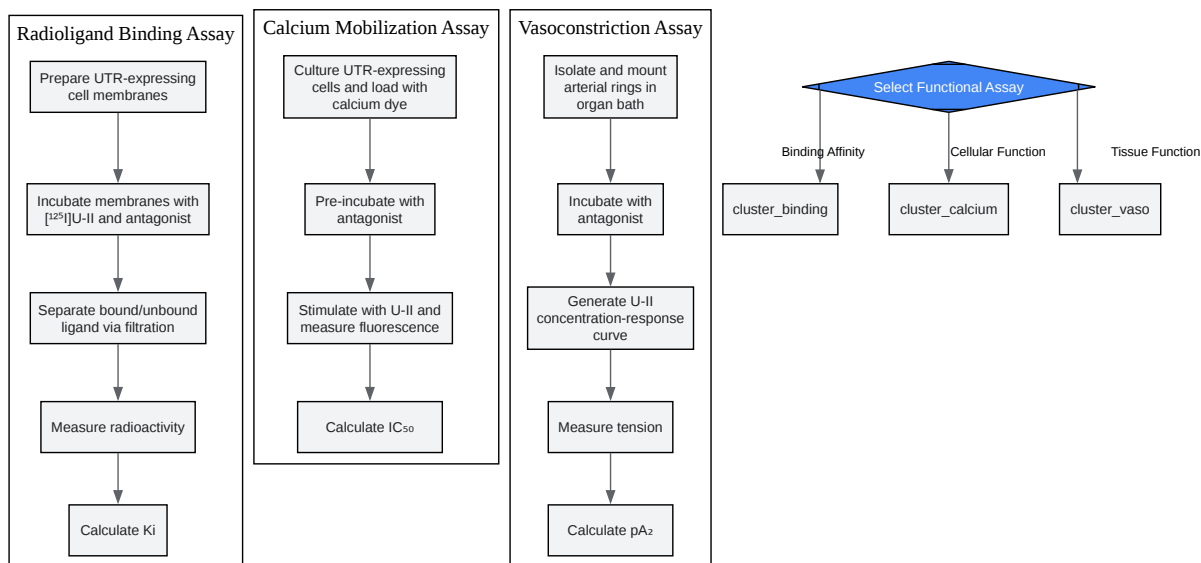 Radioligand Binding Assay
Prepare UTR-expressing
cell membranes
Incubate membranes with
[¹²⁵I]U-II and antagonist
Separate bound/unbound
ligand via filtration
Measure radioactivity
Calculate Ki
Calcium Mobilization Assay
Culture UTR-expressing
cells and load with
calcium dye
Pre-incubate with
antagonist
Stimulate with U-II and
measure fluorescence
Calculate IC₅₀
Vasoconstriction Assay
Isolate and mount
arterial rings in
organ bath
Incubate with
antagonist
Generate U-II
concentration-response
curve
Measure tension
Calculate pA₂
Select Functional Assay
Binding Affinity
Cellular Function
Tissue Function
cluster_binding
cluster_calcium
cluster_vaso